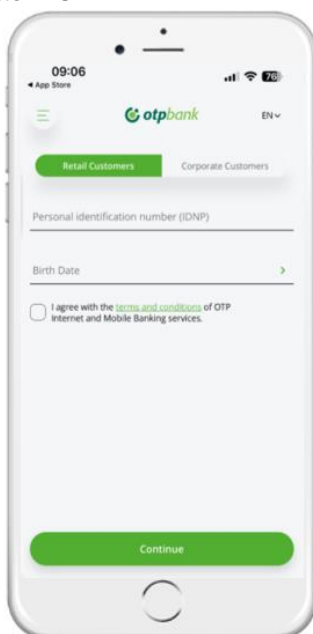 09:06
76
◄ App Store
otpbank
EN
Retail Customers
Corporate Customers
Personal identification number (IDNP)
Birth Date
I agree with the terms and conditions of OTP
Internet and Mobile Banking services.
Continue